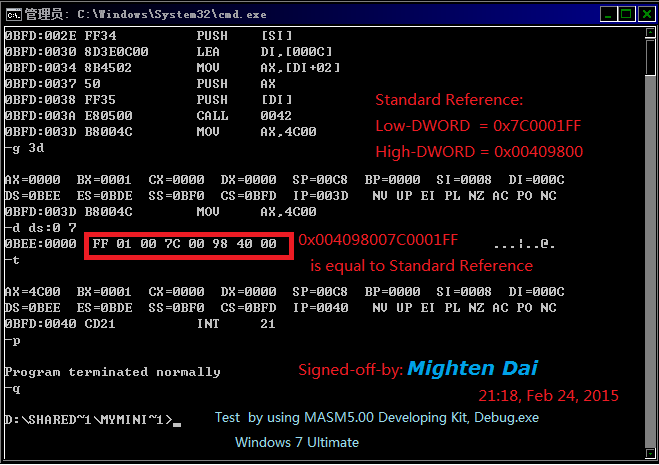 管理员: C:\Windows\System32\cmd.exe
0BFD:002E FF34 PUSH [SI]
0BFD:0030 8D3E0C00 LEA DI,[000C]
0BFD:0034 8B4502 MOV AX,[DI+02]
0BFD:0037 50 PUSH AX
0BFD:0038 FF35 PUSH [DI]
Standard Reference:
0BFD:003A E80500 CALL 0042
Low-DWORD = 0x7C0001FF
0BFD:003D B8004C MOV AX,4C00
-g 3d
High-DWORD = 0x00409800
AX=0000 BX=0001 CX=0000 DX=0000 SP=00C8 BP=0000 SI=0008 DI=000C
DS=0BEE ES=0BDE SS=0BF0 CS=0BFD IP=003D NV UP EI PL NZ AC PO NC
0BFD:003D B8004C MOV AX,4C00
-d ds:0 7
0BEE:0000 FF 01 00 7C 00 98 40 00 ...|..@.
0x004098007C0001FF
-t
is equal to Standard Reference
AX=4C00 BX=0001 CX=0000 DX=0000 SP=00C8 BP=0000 SI=0008 DI=000C
DS=0BEE ES=0BDE SS=0BF0 CS=0BFD IP=0040 NV UP EI PL NZ AC PO NC
0BFD:0040 CD21 INT 21
-p
Program terminated normally
Signed-off-by: Mighten Dai
-q
21:18, Feb 24, 2015
D:\SHARED~1\MYMINI~1>_
Test by using MASM5.00 Developing Kit, Debug.exe
Windows 7 Ultimate